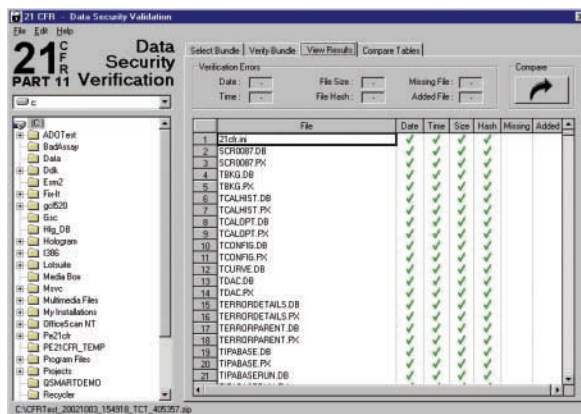 21 CFR - Data Security Validation
File Edit Help
21 CFR
PART 11
Data
Security
Verification
c
[C:]
ADOTest
BadAssay
Data
Ddk
Esm2
Fix-It
gcl520
Gsc
Hlg_DB
Hologram
I386
Lotsuite
Media Box
Msvc
Multimedia Files
My Installations
OfficeScan NT
Pe21cfr
PE21CFR_TEMP
Program Files
Projects
QSMARTDEMO
Recycler
Select Bundle Verify Bundle View Results Compare Tables
Verification Errors
Date : - File Size : - Missing File : -
Time : - File Hash : - Added File : -
Compare
File Date Time Size Hash Missing Added
1 21cfr.ini
2 SCR0087.DB
3 SCR0087.PX
4 TBKG.DB
5 TBKG.PX
6 TCALHIST.DB
7 TCALHIST.PX
8 TCALOPT.DB
9 TCALOPT.PX
10 TCONFIG.DB
11 TCONFIG.PX
12 TCURVE.DB
13 TDAC.DB
14 TDAC.PX
15 TERRORDETAILS.DB
16 TERRORDETAILS.PX
17 TERRORPARENT.DB
18 TERRORPARENT.PX
19 TIPABASE.DB
20 TIPABASE.PX
21 TIPABASERUN.DB
C:\CFRTest_20021003_154918_TCT_405357.zip